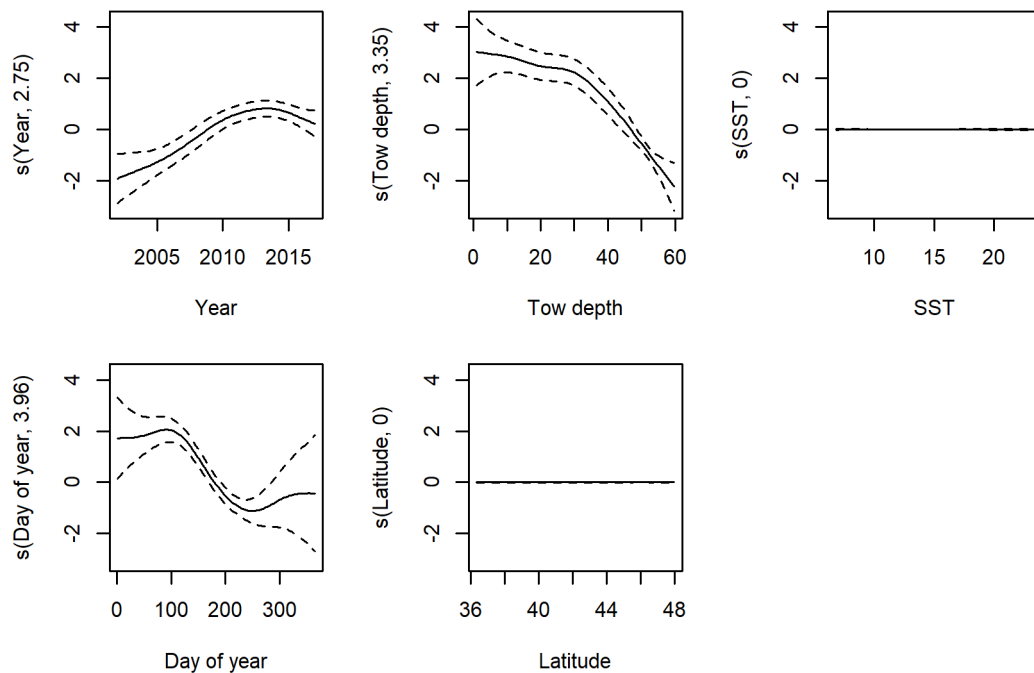 s(Year, 2.75)
4
2
0
-2
2005 2010 2015
Year
s(Tow depth, 3.35)
4
2
0
-2
0 20 40 60
Tow depth
s(SST, 0)
4
2
0
-2
10 15 20
SST
s(Day of year, 3.96)
4
2
0
-2
0 100 200 300
Day of year
s(Latitude, 0)
4
2
0
-2
36 40 44 48
Latitude